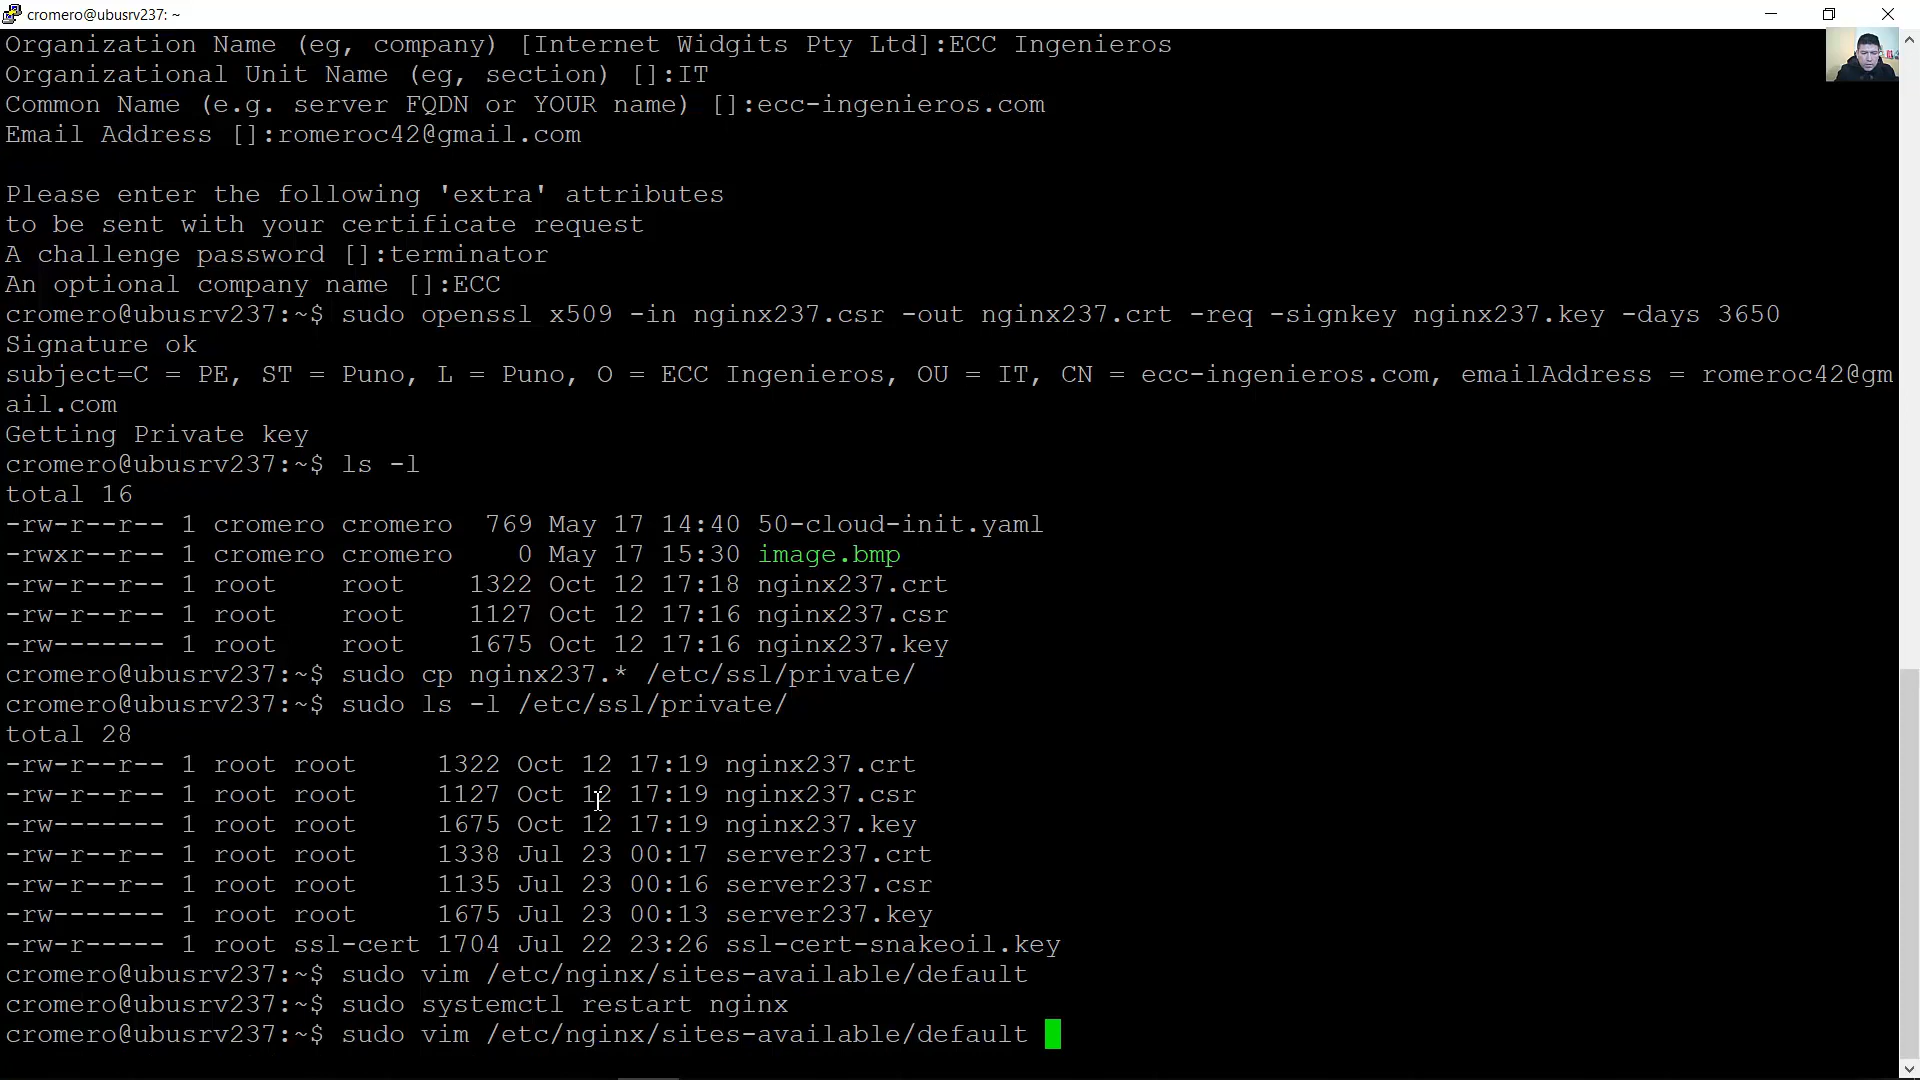 cromero@ubusrv237: ~
Organization Name (eg, company) [Internet Widgits Pty Ltd]:ECC Ingenieros
Organizational Unit Name (eg, section) []:IT
Common Name (e.g. server FQDN or YOUR name) []:ecc-ingenieros.com
Email Address []:romeroc42@gmail.com
Please enter the following 'extra' attributes
to be sent with your certificate request
A challenge password []:terminator
An optional company name []:ECC
cromero@ubusrv237:~$ sudo openssl x509 -in nginx237.csr -out nginx237.crt -req -signkey nginx237.key -days 3650
Signature ok
subject=C = PE, ST = Puno, L = Puno, O = ECC Ingenieros, OU = IT, CN = ecc-ingenieros.com, emailAddress = romeroc42@gm
ail.com
Getting Private key
cromero@ubusrv237:~$ ls -l
total 16
-rw-r--r-- 1 cromero cromero  769 May 17 14:40 50-cloud-init.yaml
-rwxr--r-- 1 cromero cromero    0 May 17 15:30 image.bmp
-rw-r--r-- 1 root    root    1322 Oct 12 17:18 nginx237.crt
-rw-r--r-- 1 root    root    1127 Oct 12 17:16 nginx237.csr
-rw------- 1 root    root    1675 Oct 12 17:16 nginx237.key
cromero@ubusrv237:~$ sudo cp nginx237.* /etc/ssl/private/
cromero@ubusrv237:~$ sudo ls -l /etc/ssl/private/
total 28
-rw-r--r-- 1 root root     1322 Oct 12 17:19 nginx237.crt
-rw-r--r-- 1 root root     1127 Oct 12 17:19 nginx237.csr
-rw------- 1 root root     1675 Oct 12 17:19 nginx237.key
-rw-r--r-- 1 root root     1338 Jul 23 00:17 server237.crt
-rw-r--r-- 1 root root     1135 Jul 23 00:16 server237.csr
-rw------- 1 root root     1675 Jul 23 00:13 server237.key
-rw-r----- 1 root ssl-cert 1704 Jul 22 23:26 ssl-cert-snakeoil.key
cromero@ubusrv237:~$ sudo vim /etc/nginx/sites-available/default
cromero@ubusrv237:~$ sudo systemctl restart nginx
cromero@ubusrv237:~$ sudo vim /etc/nginx/sites-available/default